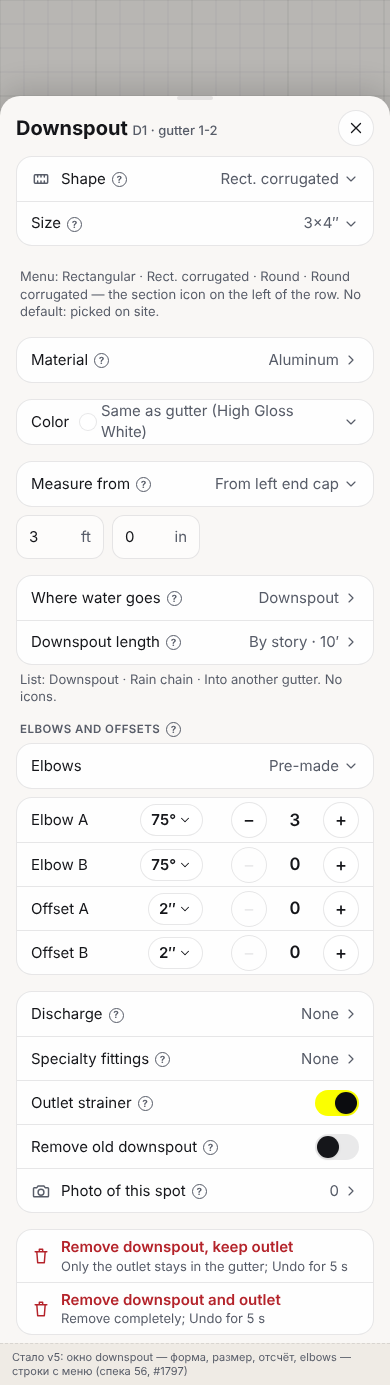 Downspout D1 · gutter 1-2
Shape ? Rect. corrugated
Size ? 3×4″
Menu: Rectangular · Rect. corrugated · Round · Round
corrugated — the section icon on the left of the row. No
default: picked on site.
Material ? Aluminum
Color Same as gutter (High Gloss
White)
Measure from ? From left end cap
3 ft 0 in
Where water goes ? Downspout
Downspout length ? By story · 10′
List: Downspout · Rain chain · Into another gutter. No
icons.
ELBOWS AND OFFSETS ?
Elbows Pre-made
Elbow A 75° − 3 +
Elbow B 75° − 0 +
Offset A 2″ − 0 +
Offset B 2″ − 0 +
Discharge ? None
Specialty fittings ? None
Outlet strainer ?
Remove old downspout ?
Photo of this spot ? 0
Remove downspout, keep outlet
Only the outlet stays in the gutter; Undo for 5 s
Remove downspout and outlet
Remove completely; Undo for 5 s
Стало v5: окно downspout — форма, размер, отсчёт, elbows —
строки с меню (спека 56, #1797)